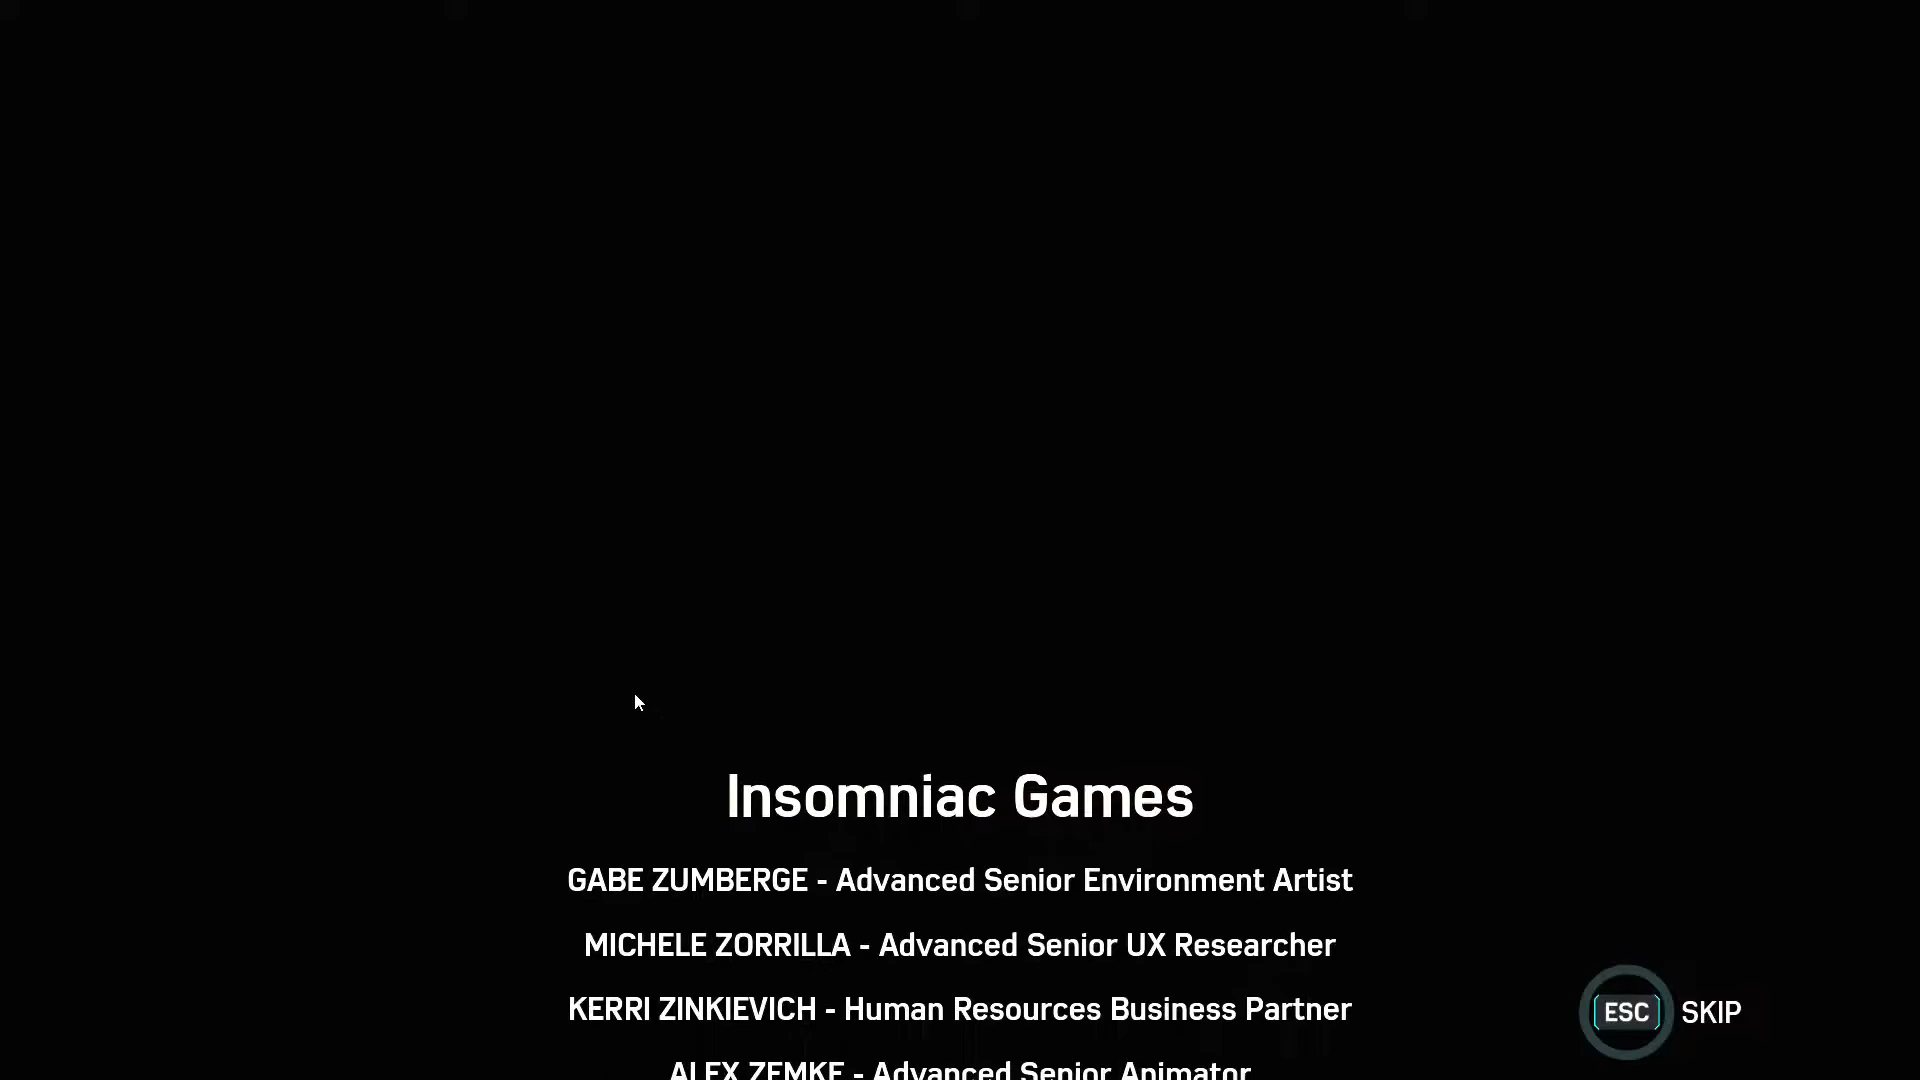 Insomniac Games
GABE ZUMBERGE - Advanced Senior Environment Artist
MICHELE ZORRILLA - Advanced Senior UX Researcher
KERRI ZINKIEVICH - Human Resources Business Partner
ESC SKIP
ALEX ZEMKE - Advanced Senior Animator